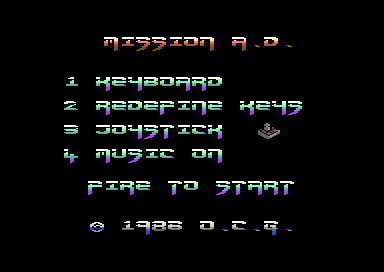 MISSION A.D.
1 KEYBOARD
2 REDEFINE KEYS
3 JOYSTICK
4 MUSIC ON
FIRE TO START
© 1986 O.C.G.